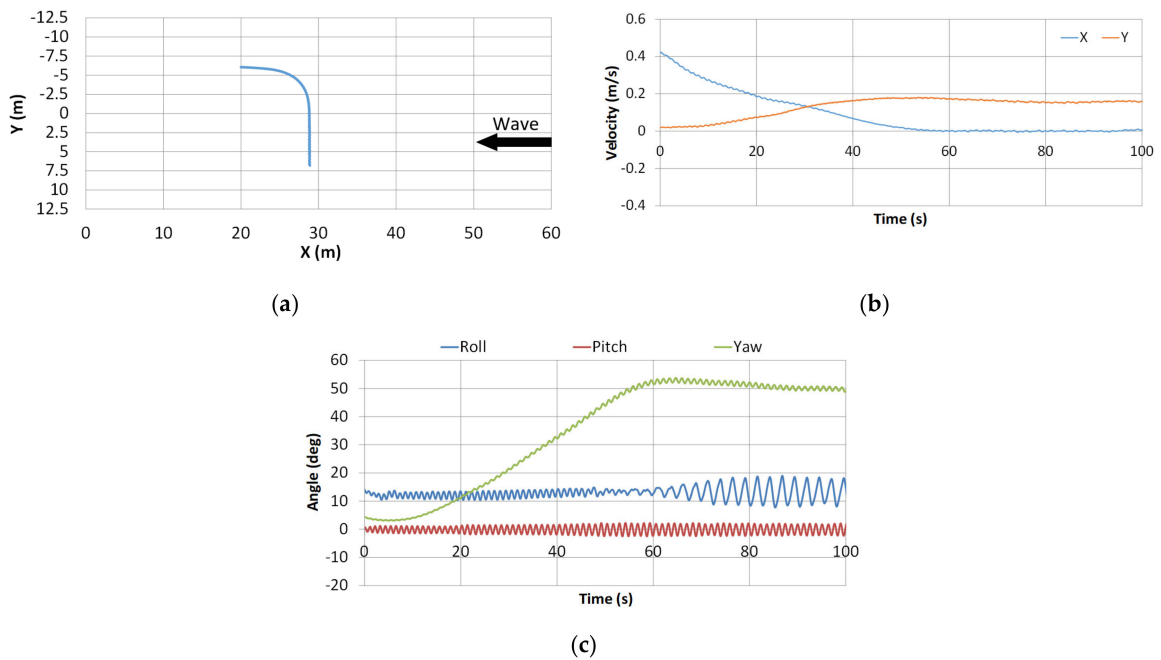 -12.5
-10
-7.5
-5
-2.5
0
2.5
5
7.5
10
12.5
Y (m)
Wave
0 10 20 30 40 50 60
X (m)
(a)
X Y
0.6
0.4
0.2
0
-0.2
-0.4
Velocity (m/s)
0 20 40 60 80 100
Time (s)
(b)
Roll Pitch Yaw
60
50
40
30
20
10
0
-10
-20
Angle (deg)
0 20 40 60 80 100
Time (s)
(c)